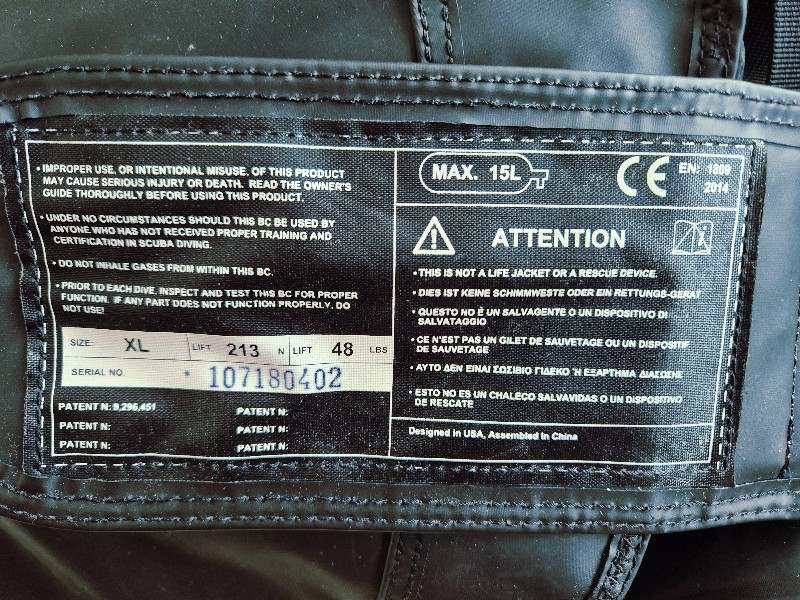 • IMPROPER USE, OR INTENTIONAL MISUSE, OF THIS PRODUCT
MAY CAUSE SERIOUS INJURY OR DEATH. READ THE OWNER'S
GUIDE THOROUGHLY BEFORE USING THIS PRODUCT.
• UNDER NO CIRCUMSTANCES SHOULD THIS BC BE USED BY
ANYONE WHO HAS NOT RECEIVED PROPER TRAINING AND
CERTIFICATION IN SCUBA DIVING.
• DO NOT INHALE GASES FROM WITHIN THIS BC.
• PRIOR TO EACH DIVE, INSPECT AND TEST THIS BC FOR PROPER
FUNCTION. IF ANY PART DOES NOT FUNCTION PROPERLY, DO
NOT USE!
SIZE: XL LIFT 213 N LIFT 48 LBS
SERIAL NO. * 107180402
PATENT N: 9,296,451 PATENT N:
PATENT N: PATENT N:
PATENT N: PATENT N:
MAX. 15L
CE EN: 1809
2014
ATTENTION
• THIS IS NOT A LIFE JACKET OR A RESCUE DEVICE.
• DIES IST KEINE SCHIMMWESTE ODER EIN RETTUNGS-GERAT
• QUESTO NO È UN SALVAGENTE O UN DISPOSITIVO DI
SALVATAGGIO
• CE N'EST PAS UN GILET DE SAUVETAGE OU UN DISPOSITIF
DE SAUVETAGE
• ΑΥΤΟ ΔΕΝ ΕΙΝΑΙ ΣΩΣΙΒΙΟ ΓΙΔΕΚΟ Ή ΕΞΑΡΤΗΜΑ ΔΙΑΣΩΣΗΣ
• ESTO NO ES UN CHALECO SALVAVIDAS O UN DISPOSITIVO
DE RESCATE
Designed in USA, Assembled in China